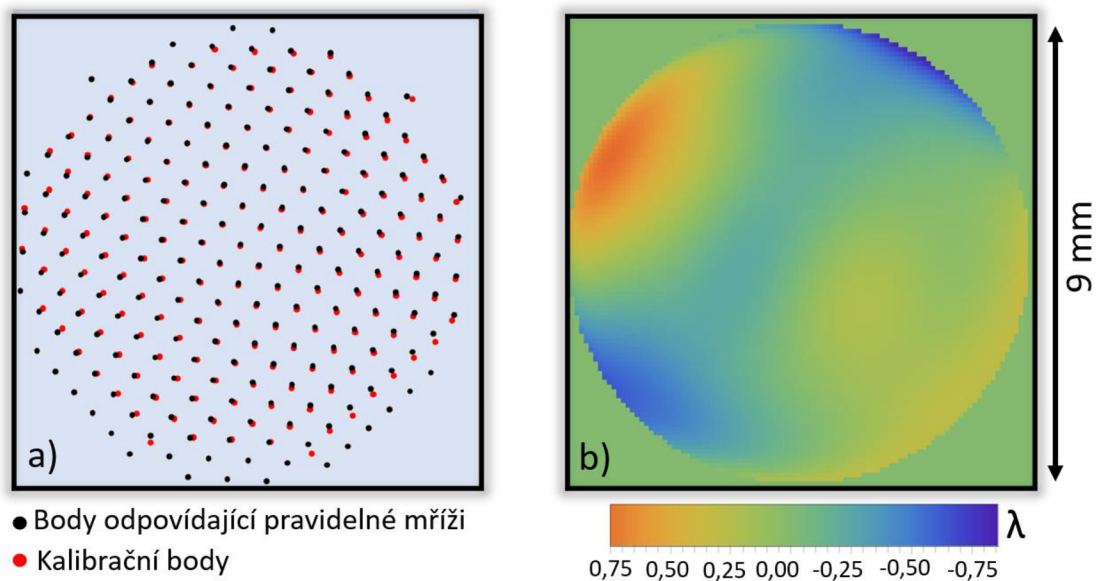 a)
b)
9 mm
Body odpovídající pravidelné mříži
Kalibrační body
λ
0,75 0,50 0,25 0,00 -0,25 -0,50 -0,75